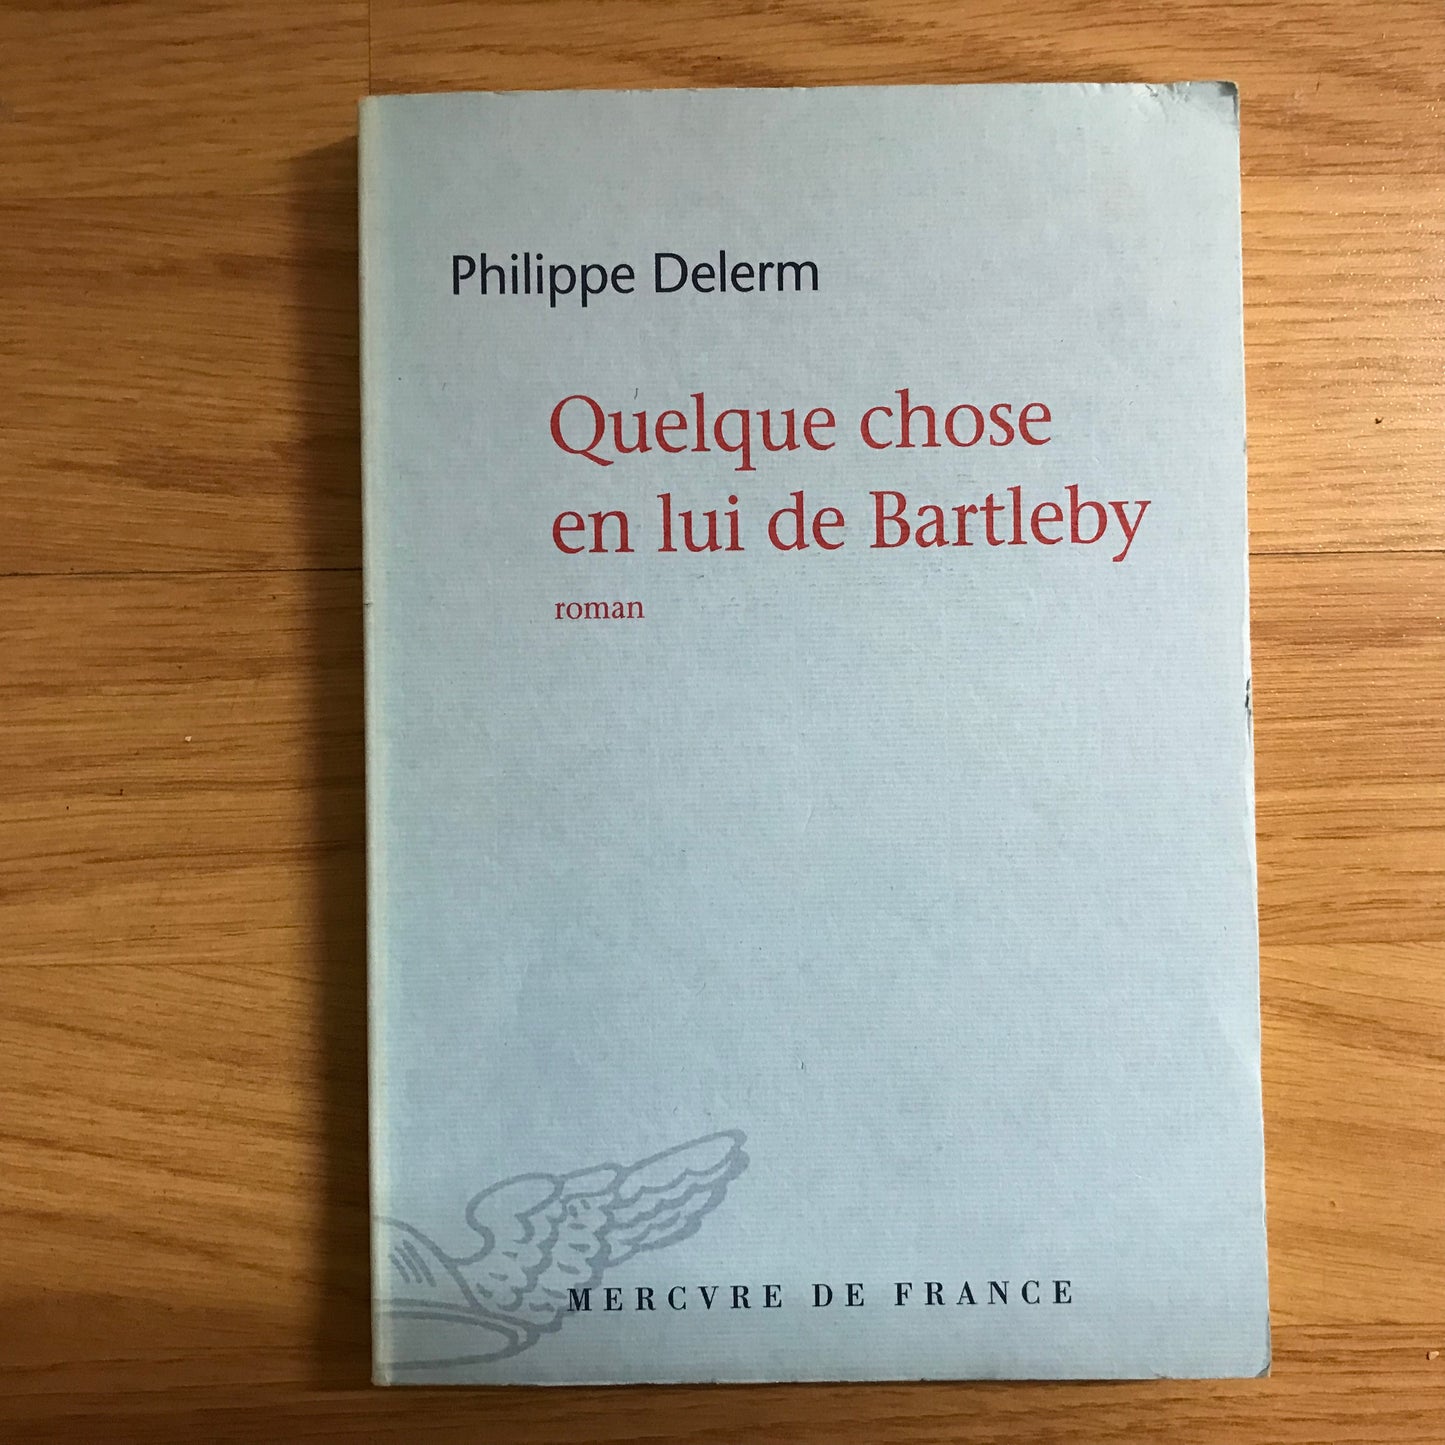 Philippe Delerm
Quelque chose
en lui de Bartleby
roman
MERCVRE DE FRANCE